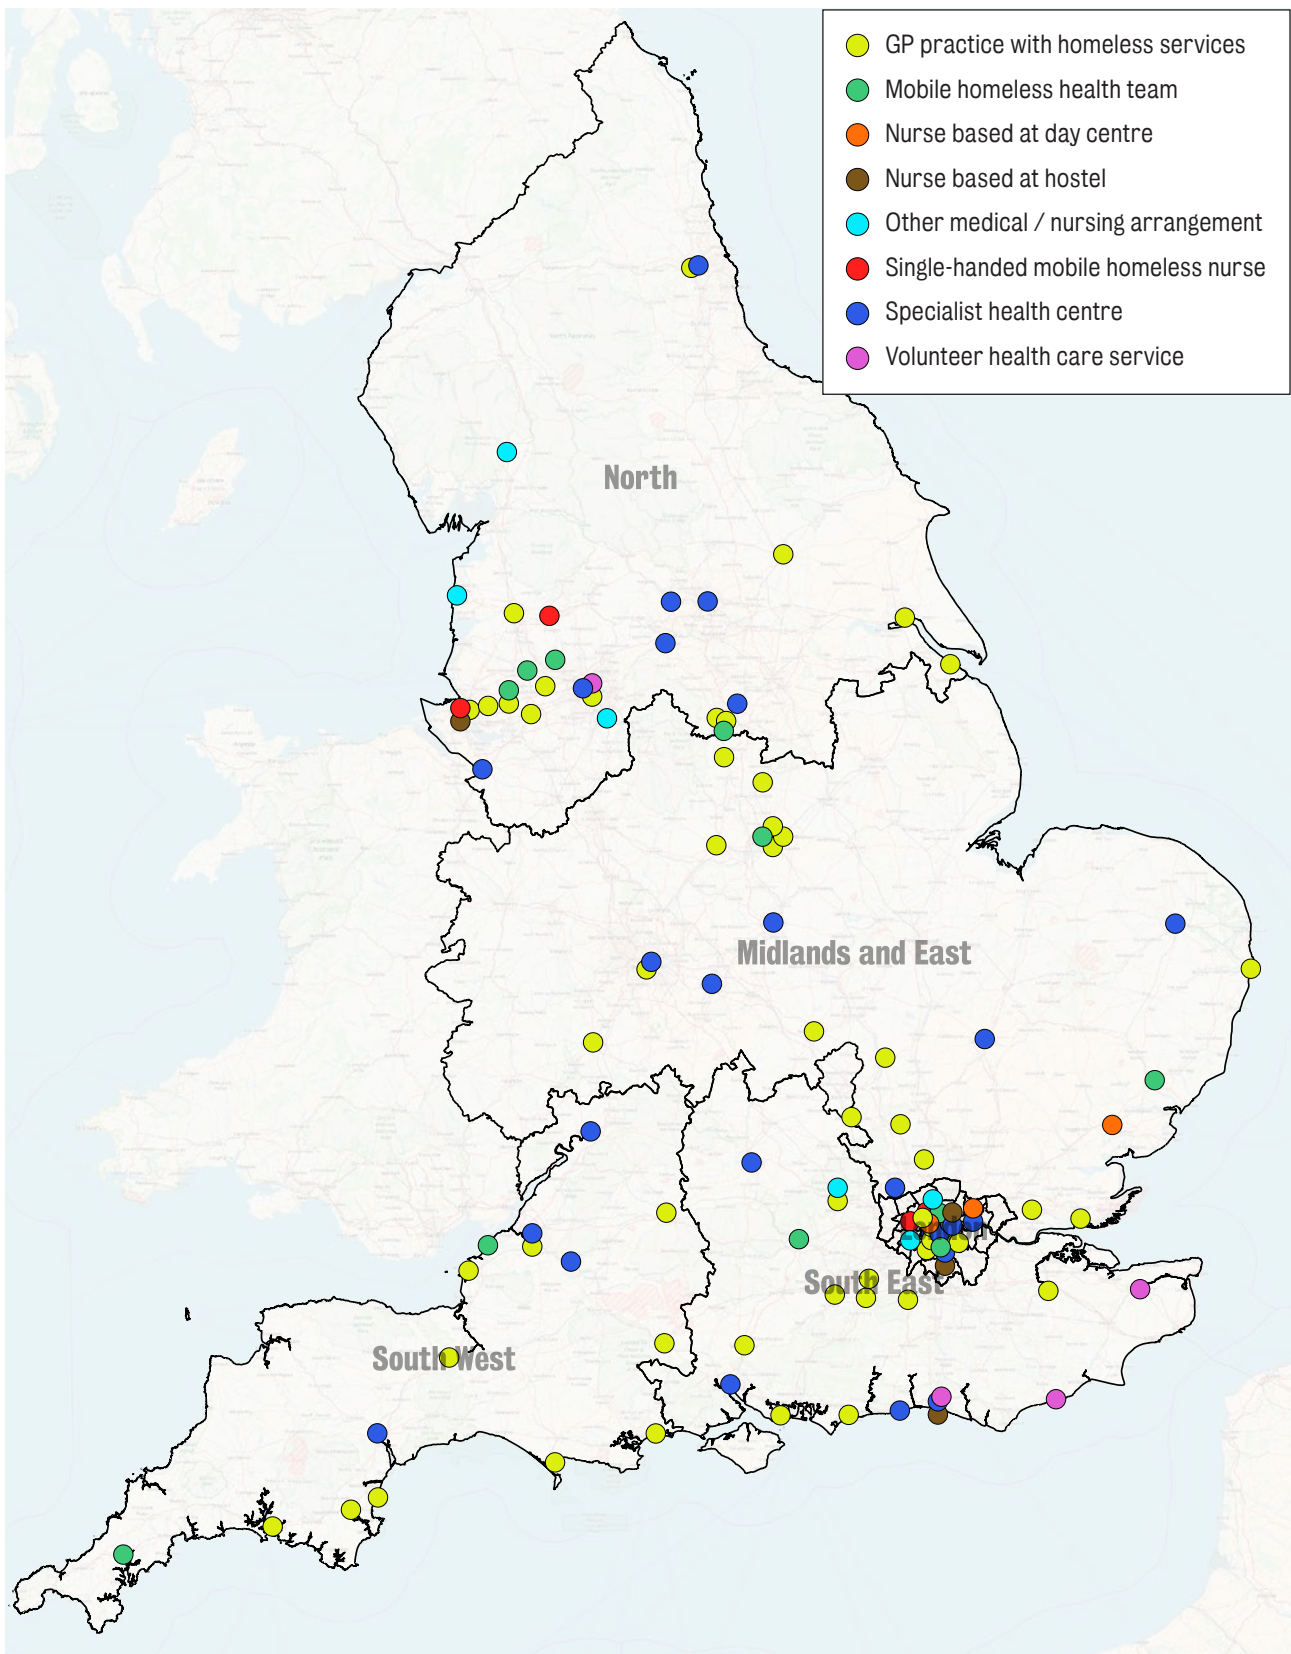 GP practice with homeless services
Mobile homeless health team
Nurse based at day centre
Nurse based at hostel
Other medical / nursing arrangement
Single-handed mobile homeless nurse
Specialist health centre
Volunteer health care service
North
Midlands and East
London
South East
South West